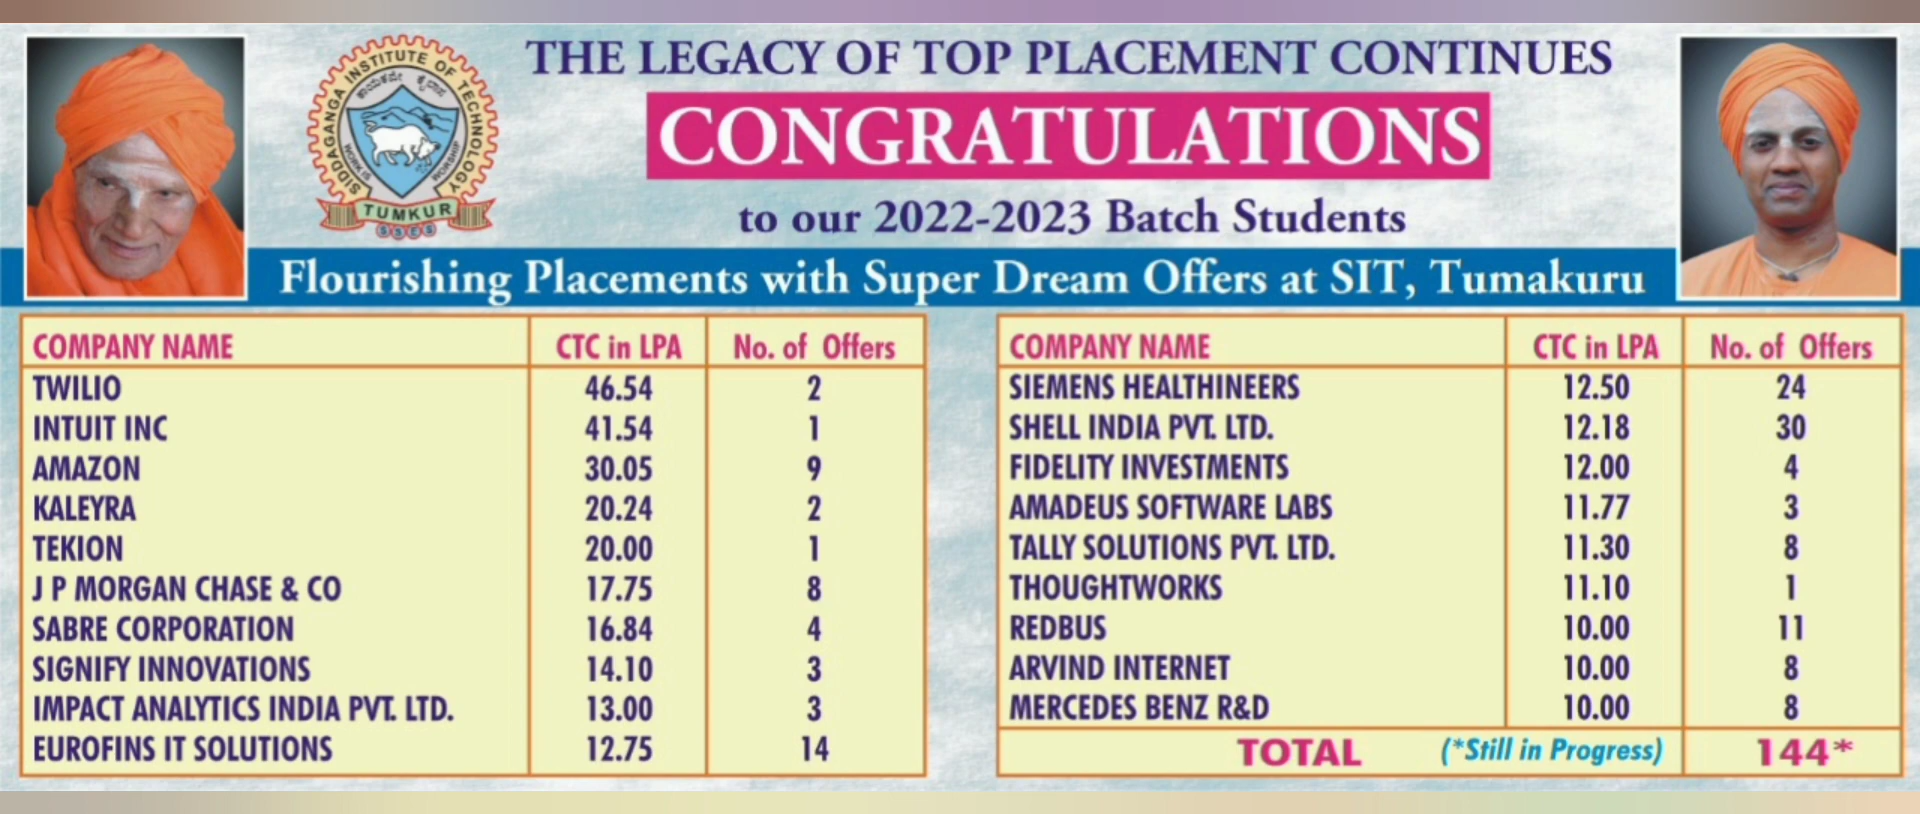 SIDDAGANGA INSTITUTE OF TECHNOLOGY
ಕಾಯಕವೇ ಕೈಲಾಸ
WORK IS WORSHIP
TUMKUR
SSES
THE LEGACY OF TOP PLACEMENT CONTINUES
CONGRATULATIONS
to our 2022-2023 Batch Students
Flourishing Placements with Super Dream Offers at SIT, Tumakuru
COMPANY NAME CTC in LPA No. of Offers
TWILIO 46.54 2
INTUIT INC 41.54 1
AMAZON 30.05 9
KALEYRA 20.24 2
TEKION 20.00 1
J P MORGAN CHASE & CO 17.75 8
SABRE CORPORATION 16.84 4
SIGNIFY INNOVATIONS 14.10 3
IMPACT ANALYTICS INDIA PVT. LTD. 13.00 3
EUROFINS IT SOLUTIONS 12.75 14
COMPANY NAME CTC in LPA No. of Offers
SIEMENS HEALTHINEERS 12.50 24
SHELL INDIA PVT. LTD. 12.18 30
FIDELITY INVESTMENTS 12.00 4
AMADEUS SOFTWARE LABS 11.77 3
TALLY SOLUTIONS PVT. LTD. 11.30 8
THOUGHTWORKS 11.10 1
REDBUS 10.00 11
ARVIND INTERNET 10.00 8
MERCEDES BENZ R&D 10.00 8
TOTAL (*Still in Progress) 144*